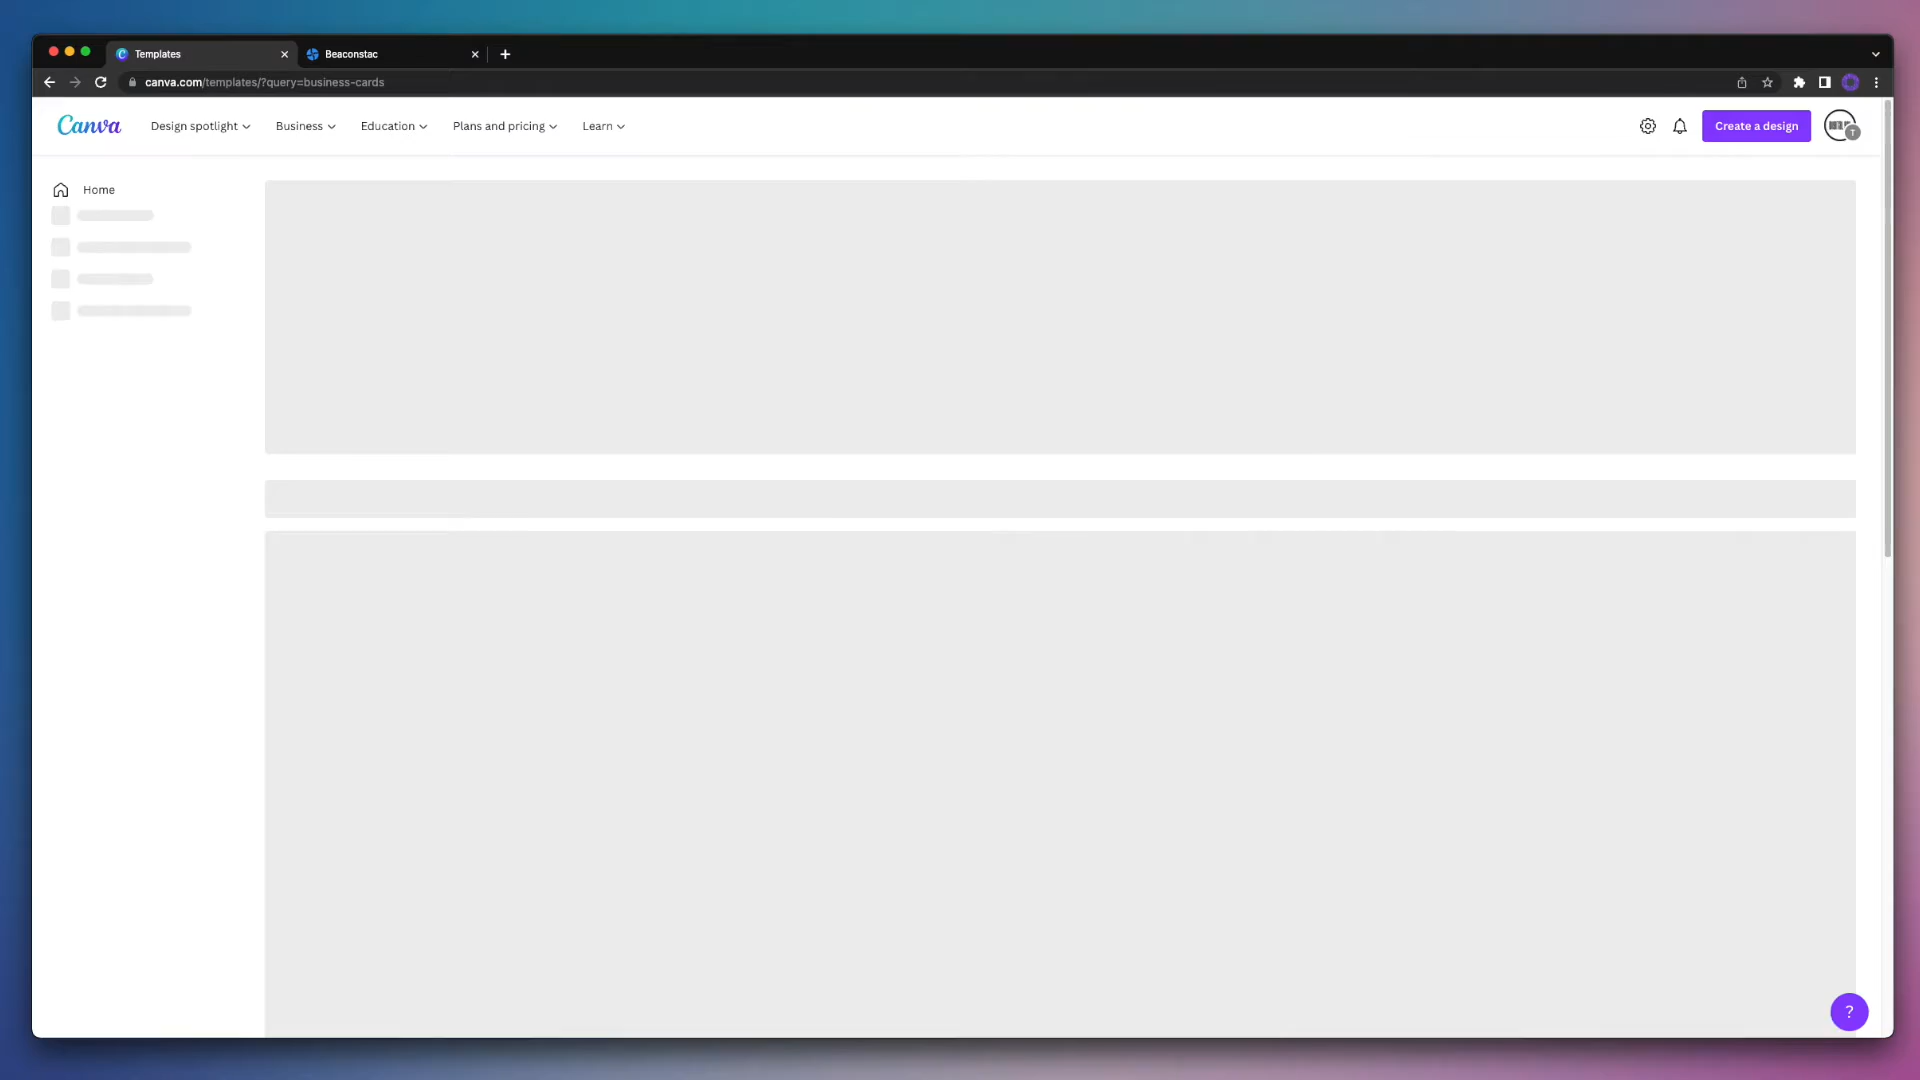 Templates
Beaconstac
canva.com/templates/?query=business-cards
Canva
Design spotlight
Business
Education
Plans and pricing
Learn
Create a design
T
Home
?